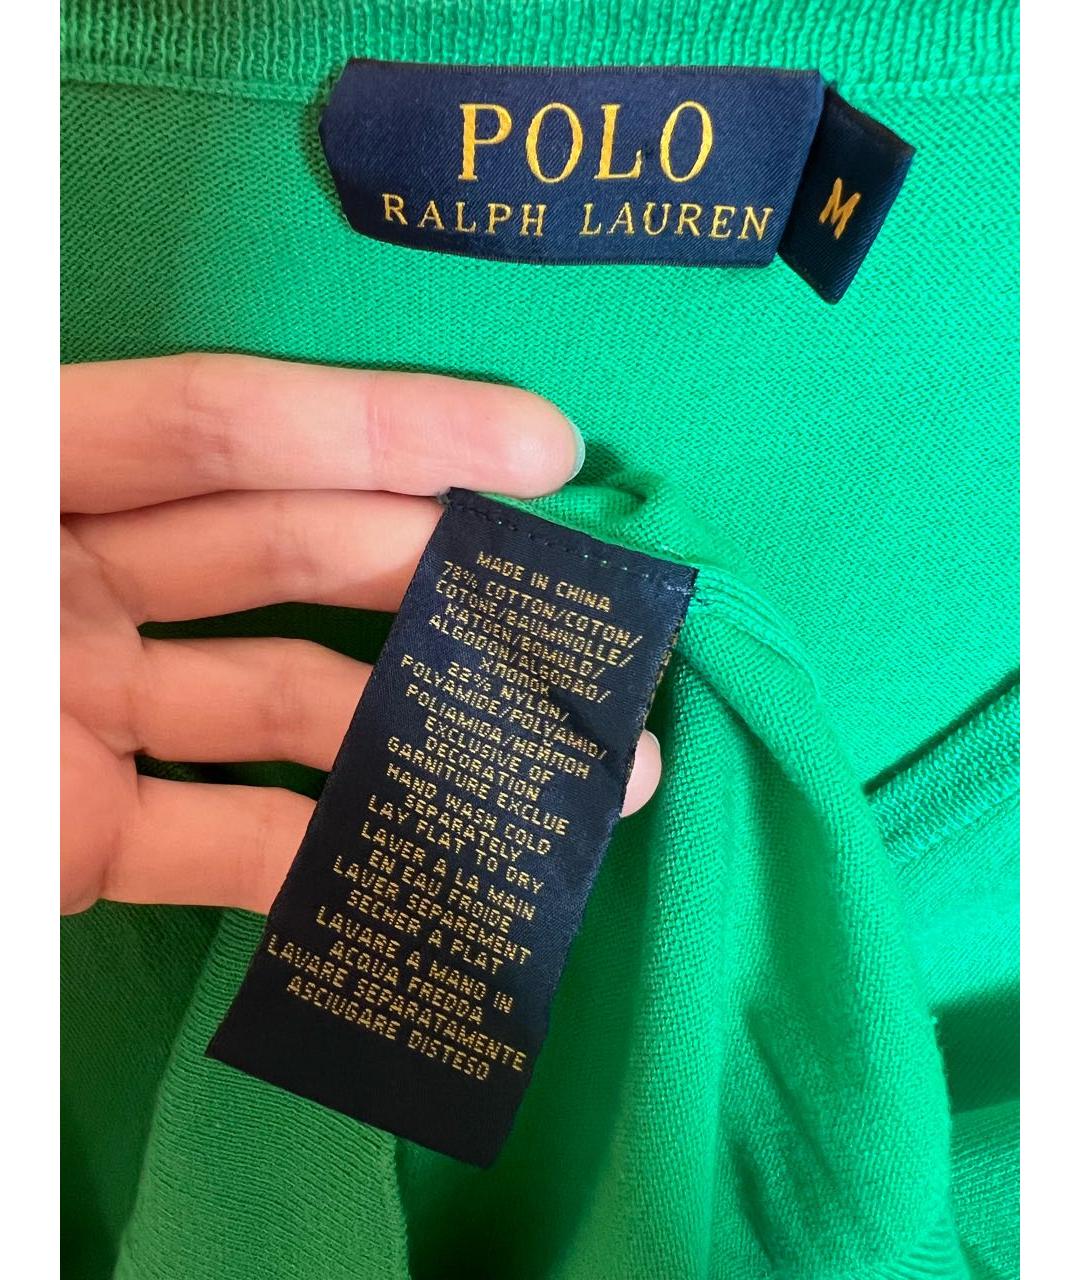 POLO
RALPH LAUREN
M
MADE IN CHINA
78% COTTON/COTON/
COTONE/BAUMWOLLE/
KATOEN/BOMULD/
ALGODON/ALGODAO/
ХЛОПОК
22% NYLON/
POLYAMIDE/POLYAMID/
POLIAMIDA/НЕЙЛОН
EXCLUSIVE OF
DECORATION
GARNITURE EXCLUE
HAND WASH COLD
SEPARATELY
LAY FLAT TO DRY
LAVER A LA MAIN
EN EAU FROIDE
LAVER SEPAREMENT
SECHER A PLAT
LAVARE A MANO IN
ACQUA FREDDA
LAVARE SEPARATAMENTE
ASCIUGARE DISTESO